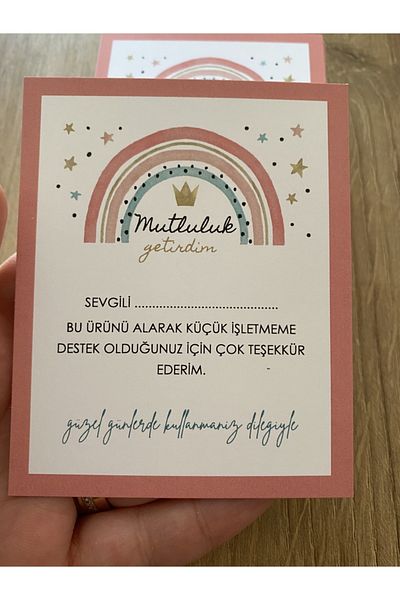 Mutluluk
getirdim
SEVGİLİ ..........................................
BU ÜRÜNÜ ALARAK KÜÇÜK İŞLETMEME
DESTEK OLDUĞUNUZ İÇİN ÇOK TEŞEKKÜR
EDERİM.
güzel günlerde kullanmanız dileğiyle